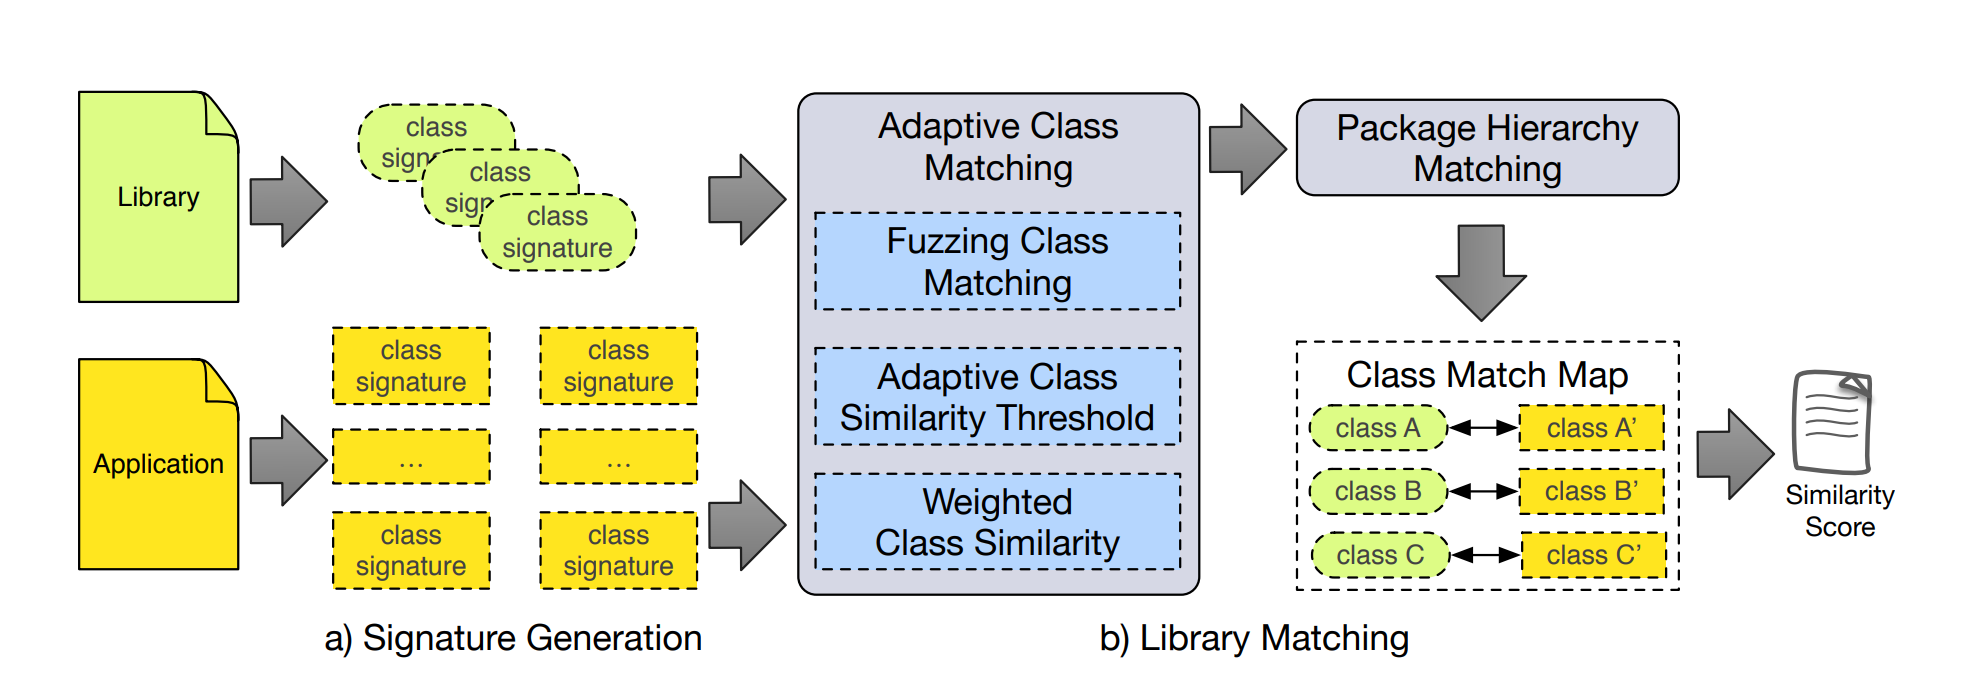 Library
class
sign
class
sign
class
signature
Application
class
signature
class
signature
...
...
class
signature
class
signature
a) Signature Generation
Adaptive Class
Matching
Fuzzing Class
Matching
Adaptive Class
Similarity Threshold
Weighted
Class Similarity
Package Hierarchy
Matching
Class Match Map
class A
class A’
class B
class B’
class C
class C’
Similarity
Score
b) Library Matching